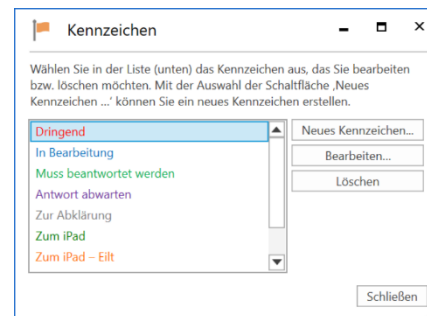 Kennzeichen
Wählen Sie in der Liste (unten) das Kennzeichen aus, das Sie bearbeiten
bzw. löschen möchten. Mit der Auswahl der Schaltfläche ‚Neues
Kennzeichen ...' können Sie ein neues Kennzeichen erstellen.
Dringend
In Bearbeitung
Muss beantwortet werden
Antwort abwarten
Zur Abklärung
Zum iPad
Zum iPad – Eilt
Neues Kennzeichen...
Bearbeiten...
Löschen
Schließen